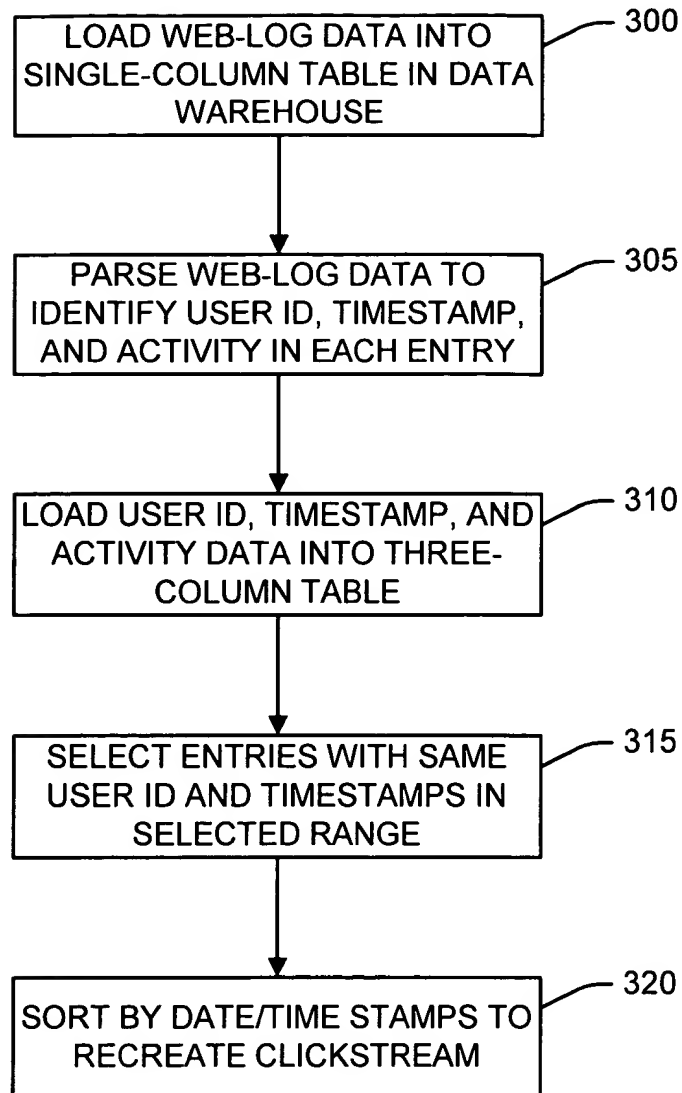 LOAD WEB-LOG DATA INTO
SINGLE-COLUMN TABLE IN DATA
WAREHOUSE
300
PARSE WEB-LOG DATA TO
IDENTIFY USER ID, TIMESTAMP,
AND ACTIVITY IN EACH ENTRY
305
LOAD USER ID, TIMESTAMP, AND
ACTIVITY DATA INTO THREE-
COLUMN TABLE
310
SELECT ENTRIES WITH SAME
USER ID AND TIMESTAMPS IN
SELECTED RANGE
315
SORT BY DATE/TIME STAMPS TO
RECREATE CLICKSTREAM
320